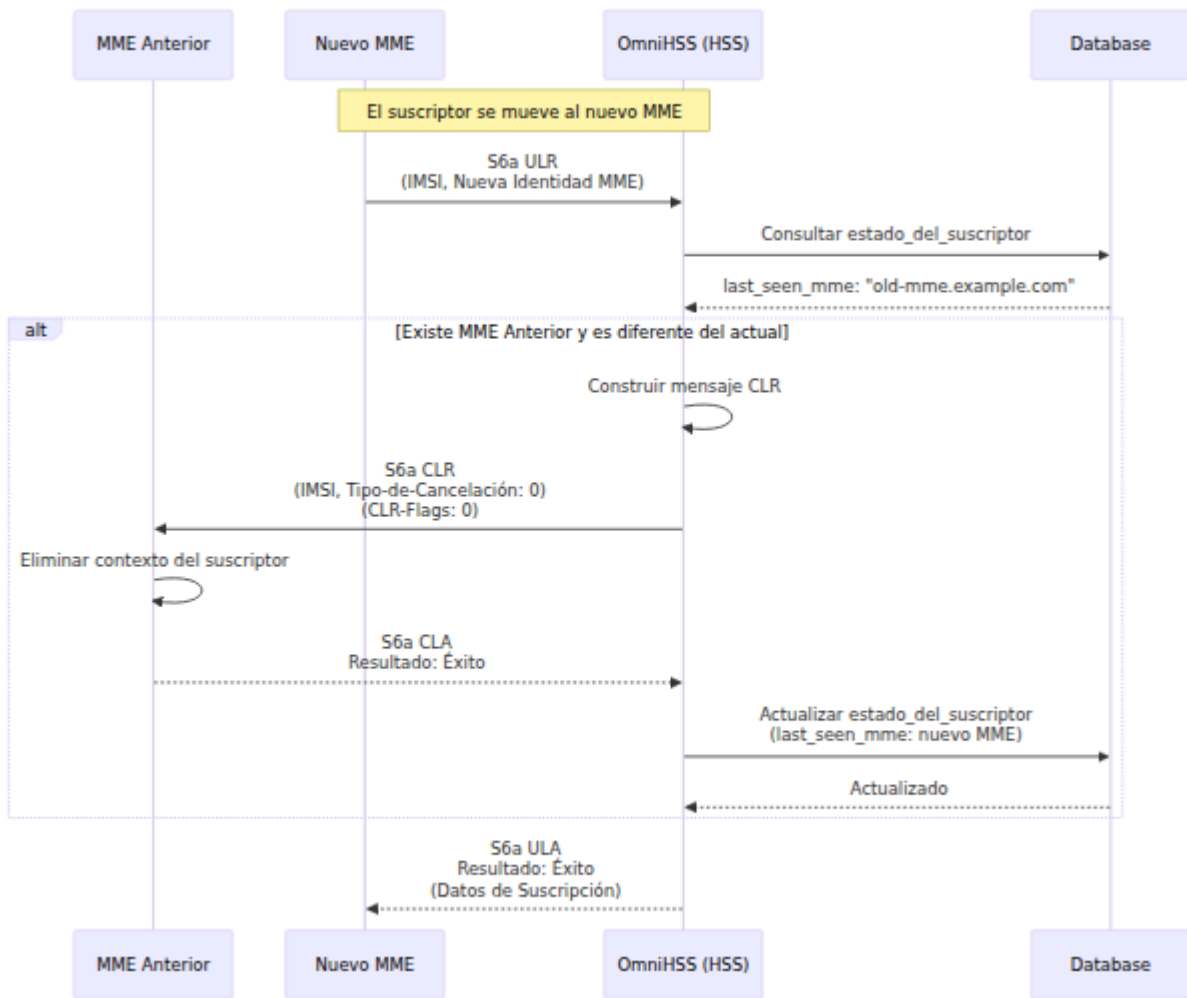 MME Anterior
Nuevo MME
OmniHSS (HSS)
Database
El suscriptor se mueve al nuevo MME
S6a ULR
(IMSI, Nueva Identidad MME)
Consultar estado_del_suscriptor
last_seen_mme: "old-mme.example.com"
alt
[Existe MME Anterior y es diferente del actual]
Construir mensaje CLR
S6a CLR
(IMSI, Tipo-de-Cancelación: 0)
(CLR-Flags: 0)
Eliminar contexto del suscriptor
S6a CLA
Resultado: Éxito
Actualizar estado_del_suscriptor
(last_seen_mme: nuevo MME)
Actualizado
S6a ULA
Resultado: Éxito
(Datos de Suscripción)
MME Anterior
Nuevo MME
OmniHSS (HSS)
Database